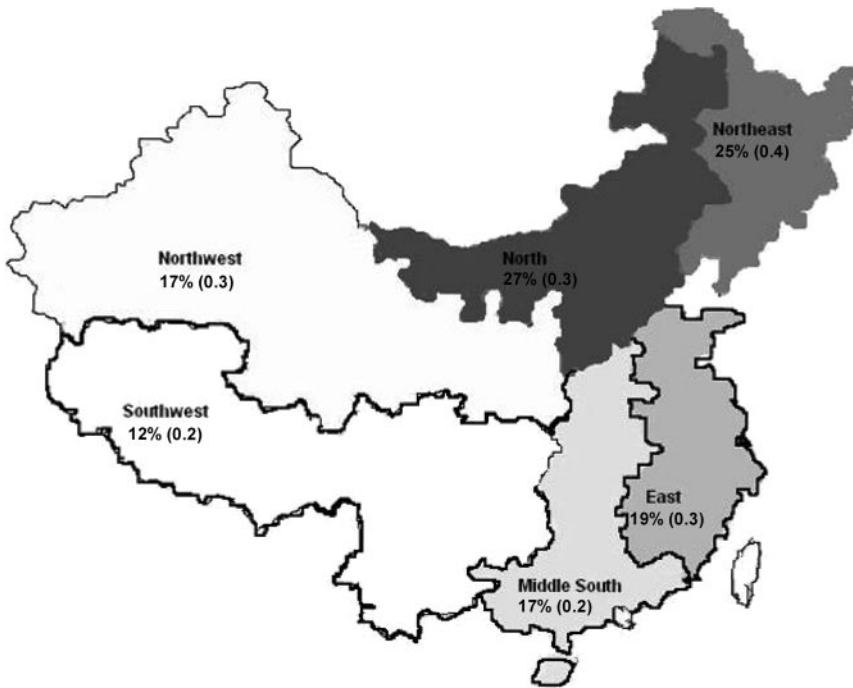 Northeast
25% (0.4)
Northwest
17% (0.3)
North
27% (0.3)
Southwest
12% (0.2)
East
19% (0.3)
Middle South
17% (0.2)